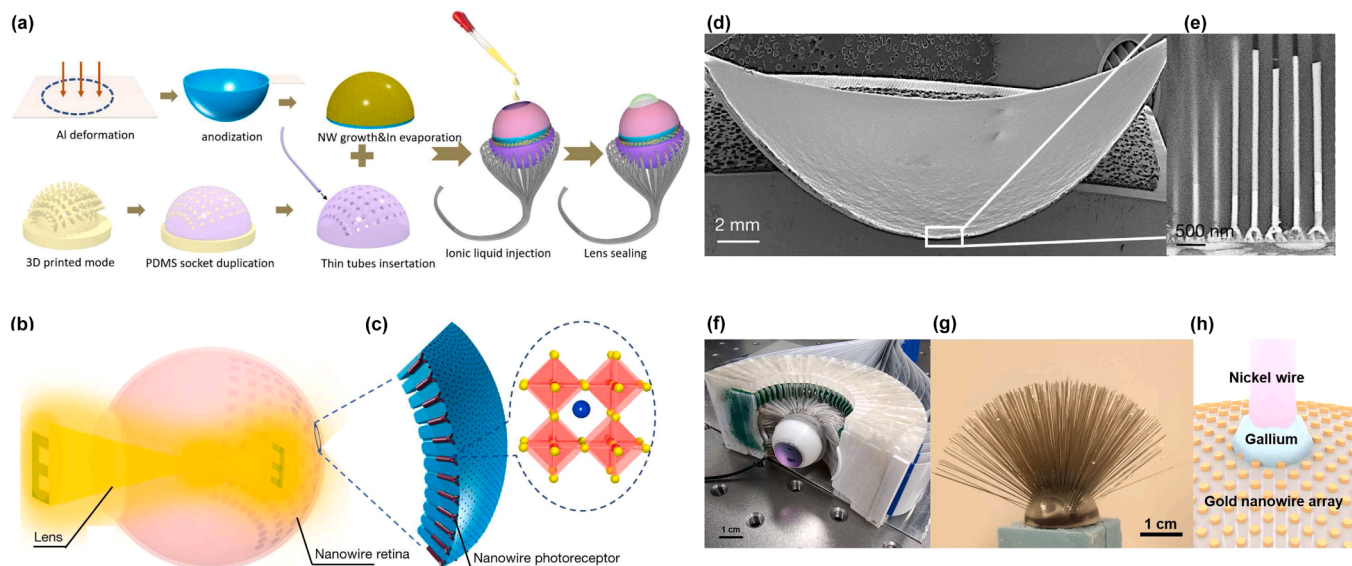 (a)
Al deformation
anodization
NW growth&In evaporation
3D printed mode
PDMS socket duplication
Thin tubes insertation
Ionic liquid injection
Lens sealing
(b)
E
E
Lens
Nanowire retina
(c)
Nanowire photoreceptor
(d)
2 mm
(e)
500 nm
(f)
1 cm
(g)
1 cm
(h)
Nickel wire
Gallium
Gold nanowire array